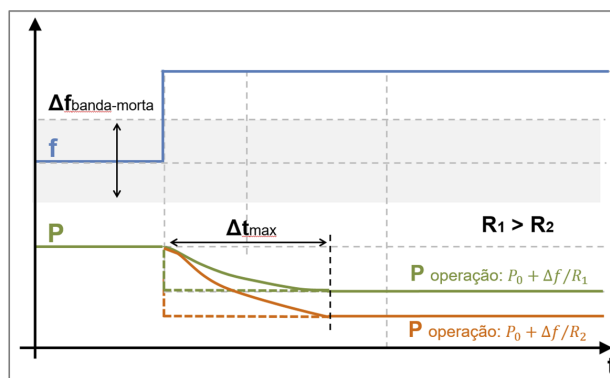 Δfbanda-morta
f
Δtmax
R1 > R2
P
P operação: P0 + Δf/R1
P operação: P0 + Δf/R2
t